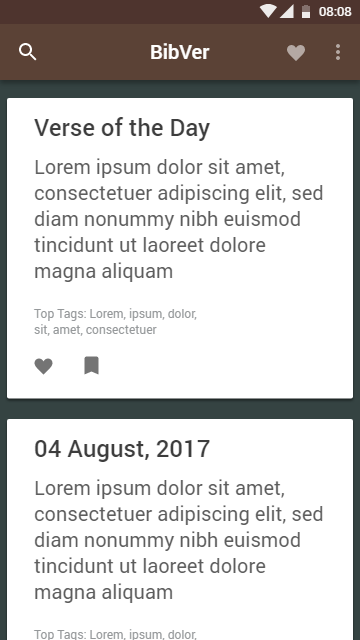 08:08
BibVer
Verse of the Day
Lorem ipsum dolor sit amet,
consectetuer adipiscing elit, sed
diam nonummy nibh euismod
tincidunt ut laoreet dolore
magna aliquam
Top Tags: Lorem, ipsum, dolor,
sit, amet, consectetuer
04 August, 2017
Lorem ipsum dolor sit amet,
consectetuer adipiscing elit, sed
diam nonummy nibh euismod
tincidunt ut laoreet dolore
magna aliquam
Top Tags: Lorem, ipsum, dolor,